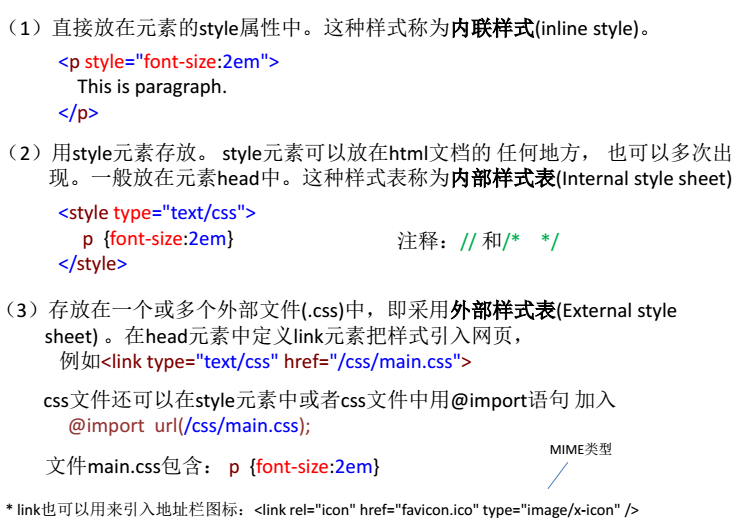 （1）直接放在元素的style属性中。这种样式称为内联样式(inline style)。
<p style="font-size:2em">
This is paragraph.
</p>
（2）用style元素存放。 style元素可以放在html文档的 任何地方， 也可以多次出
现。一般放在元素head中。这种样式表称为内部样式表(Internal style sheet)
<style type="text/css">
p {font-size:2em}
注释：// 和/* */
</style>
（3）存放在一个或多个外部文件(.css)中，即采用外部样式表(External style
sheet) 。在head元素中定义link元素把样式引入网页，
例如<link type="text/css" href="/css/main.css">
css文件还可以在style元素中或者css文件中用@import语句 加入
@import url(/css/main.css);
MIME类型
文件main.css包含： p {font-size:2em}
* link也可以用来引入地址栏图标：<link rel="icon" href="favicon.ico" type="image/x-icon" />